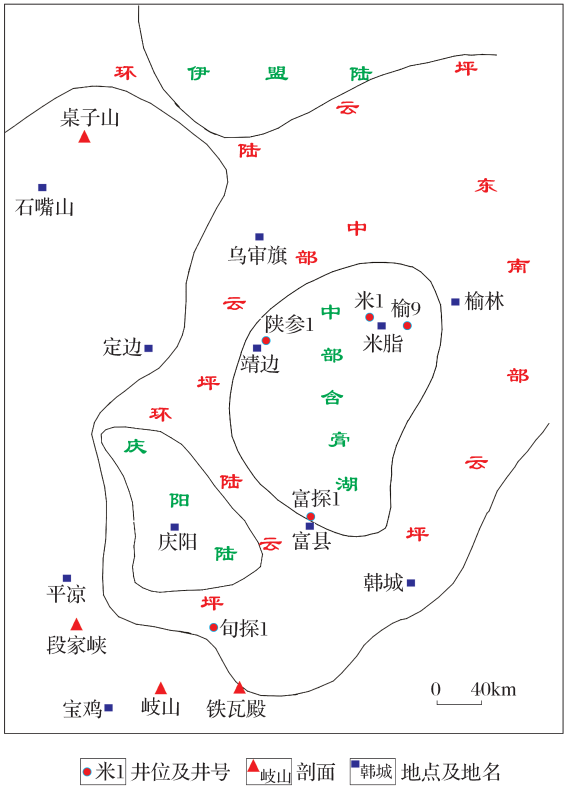 环陆云坪
伊盟陆
桌子山
石嘴山
东南部云坪
中部云坪
乌审旗
米1
榆9
榆林
陕参1
米脂
靖边
定边
中部含膏湖
环陆云坪
庆阳陆
庆阳
富探1
富县
韩城
平凉
段家峡
旬探1
宝鸡
岐山
铁瓦殿
0 40km
米1 井位及井号 岐山 剖面 韩城 地点及地名